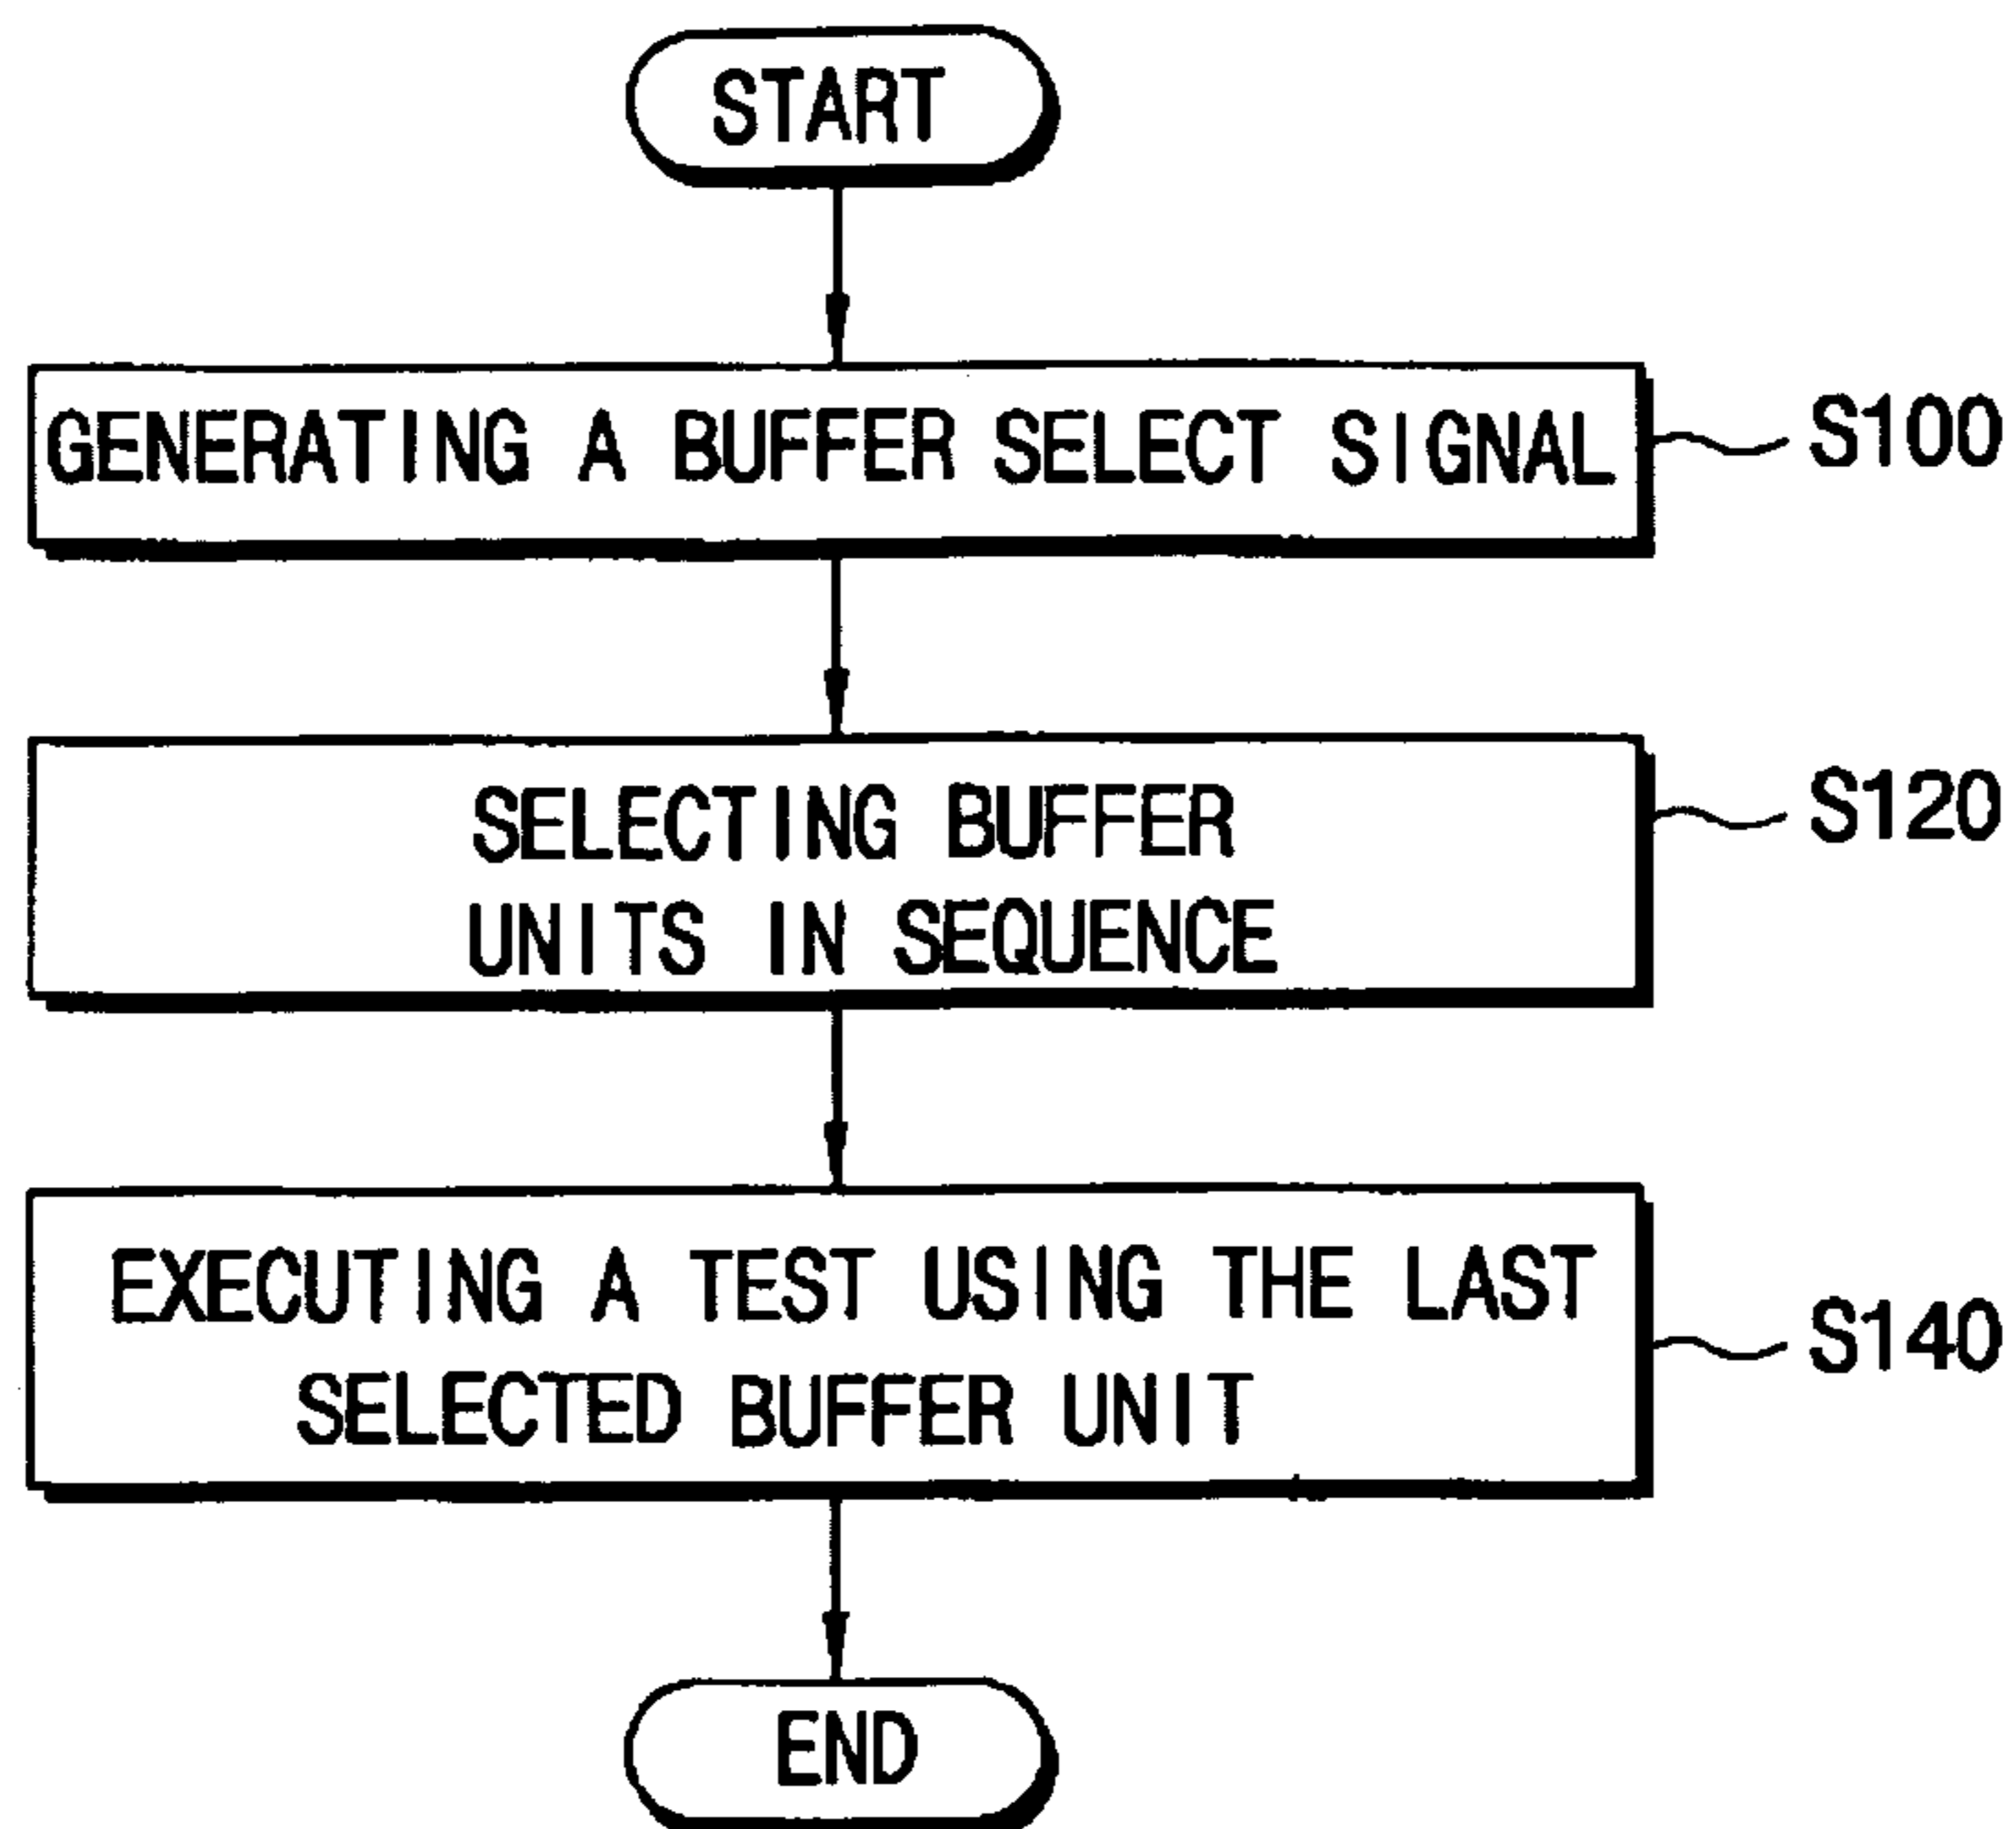 START
GENERATING A BUFFER SELECT SIGNAL
S100
SELECTING BUFFER
UNITS IN SEQUENCE
S120
EXECUTING A TEST USING THE LAST
SELECTED BUFFER UNIT
S140
END